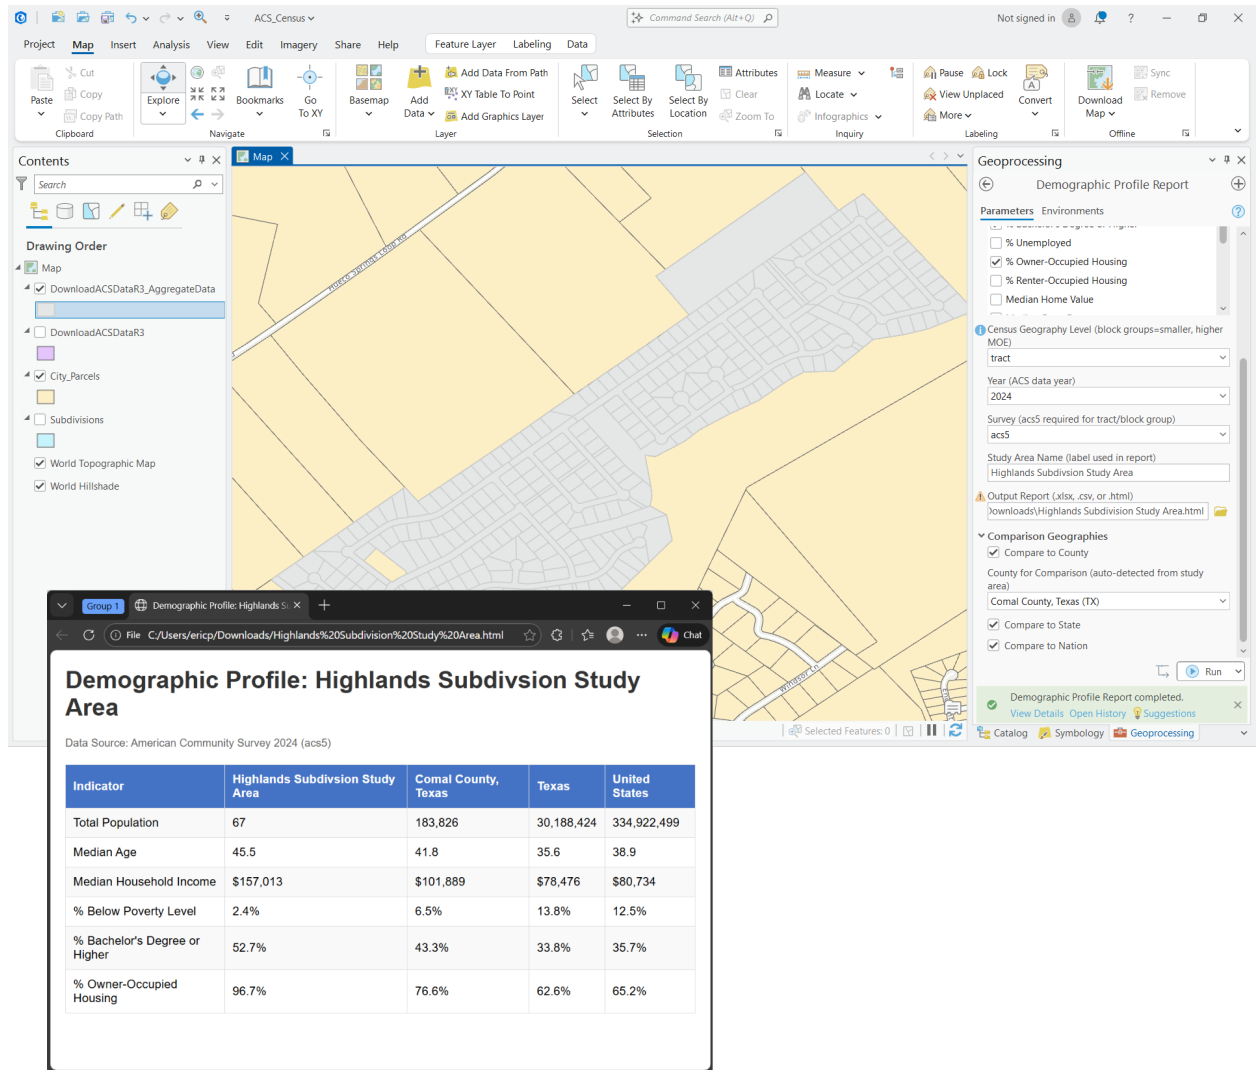 ACS_Census
Command Search (Alt+Q)
Not signed in
?
Project Map Insert Analysis View Edit Imagery Share Help Feature Layer Labeling Data
Paste
Cut
Copy
Copy Path
Clipboard
Explore
Bookmarks
Go
To XY
Navigate
Basemap
Add
Data
Add Data From Path
XY Table To Point
Add Graphics Layer
Layer
Select
Select By
Attributes
Select By
Location
Attributes
Clear
Zoom To
Selection
Measure
Locate
Infographics
Inquiry
Pause
Lock
View Unplaced
More
Convert
Labeling
Download
Map
Sync
Remove
Offline
Contents
Search
Drawing Order
Map
DownloadACSDataR3_AggregateData
DownloadACSDataR3
City_Parcels
Subdivisions
World Topographic Map
World Hillshade
Map
Hueco Springs Loop Rd
Windsor Ln
Selected Features: 0
Geoprocessing
Demographic Profile Report
Parameters Environments
?
% Bachelor's Degree or Higher
% Unemployed
% Owner-Occupied Housing
% Renter-Occupied Housing
Median Home Value
Census Geography Level (block groups=smaller, higher
MOE)
tract
Year (ACS data year)
2024
Survey (acs5 required for tract/block group)
acs5
Study Area Name (label used in report)
Highlands Subdivsion Study Area
Output Report (.xlsx, .csv, or .html)
Downloads\Highlands Subdivision Study Area.html
Comparison Geographies
Compare to County
County for Comparison (auto-detected from study
area)
Comal County, Texas (TX)
Compare to State
Compare to Nation
Run
Demographic Profile Report completed.
View Details Open History Suggestions
Catalog Symbology Geoprocessing
Group 1
Demographic Profile: Highlands Su
File C:/Users/ericp/Downloads/Highlands%20Subdivision%20Study%20Area.html
Chat
Demographic Profile: Highlands Subdivsion Study
Area
Data Source: American Community Survey 2024 (acs5)
Indicator
Highlands Subdivsion Study
Area
Comal County,
Texas
Texas
United
States
Total Population 67 183,826 30,188,424 334,922,499
Median Age 45.5 41.8 35.6 38.9
Median Household Income $157,013 $101,889 $78,476 $80,734
% Below Poverty Level 2.4% 6.5% 13.8% 12.5%
% Bachelor's Degree or
Higher
52.7% 43.3% 33.8% 35.7%
% Owner-Occupied
Housing
96.7% 76.6% 62.6% 65.2%